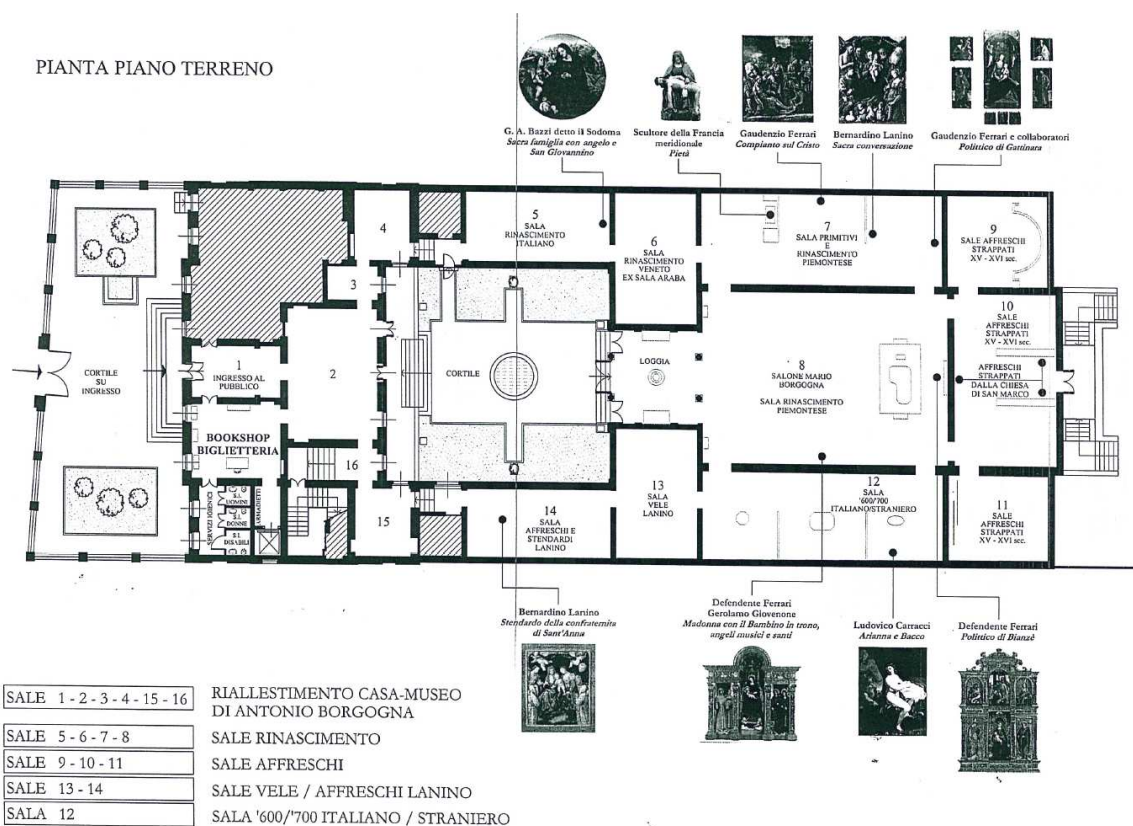 PIANTA PIANO TERRENO
G. A. Bazzi detto il Sodoma
Sacra famiglia con angelo e
San Giovannino
Scultore della Francia
meridionale
Pietà
Gaudenzio Ferrari
Compianto sul Cristo
Bernardino Lanino
Sacra conversazione
Gaudenzio Ferrari e collaboratori
Polittico di Gattinara
4
5
SALA
RINASCIMENTO
ITALIANO
6
SALA
RINASCIMENTO
VENETO
EX SALA ARABA
7
SALA PRIMITIVI
E
RINASCIMENTO
PIEMONTESE
9
SALE AFFRESCHI
STRAPPATI
XV - XVI sec.
3
10
SALE
AFFRESCHI
STRAPPATI
XV - XVI sec.
AFFRESCHI
STRAPPATI
DALLA CHIESA
DI SAN MARCO
CORTILE
SU
INGRESSO
1
INGRESSO AL
PUBBLICO
2
CORTILE
LOGGIA
8
SALONE MARIO
BORGOGNA
SALA RINASCIMENTO
PIEMONTESE
BOOKSHOP
BIGLIETTERIA
16
SERVIZI IGIENICI
S.I.
UOMINI
S.I.
DONNE
S.I.
DISABILI
ARMADIETTI
15
14
SALA
AFFRESCHI E
STENDARDI
LANINO
13
SALA
VELE
LANINO
12
SALA
'600/'700
ITALIANO/STRANIERO
11
SALE
AFFRESCHI
STRAPPATI
XV - XVI sec.
Bernardino Lanino
Stendardo della confraternita
di Sant'Anna
Defendente Ferrari
Gerolamo Giovenone
Madonna con il Bambino in trono,
angeli musici e santi
Ludovico Carracci
Arianna e Bacco
Defendente Ferrari
Polittico di Bianzè
SALE 1 - 2 - 3 - 4 - 15 - 16 RIALLESTIMENTO CASA-MUSEO
DI ANTONIO BORGOGNA
SALE 5 - 6 - 7 - 8 SALE RINASCIMENTO
SALE 9 - 10 - 11 SALE AFFRESCHI
SALE 13 - 14 SALE VELE / AFFRESCHI LANINO
SALA 12 SALA '600/'700 ITALIANO / STRANIERO